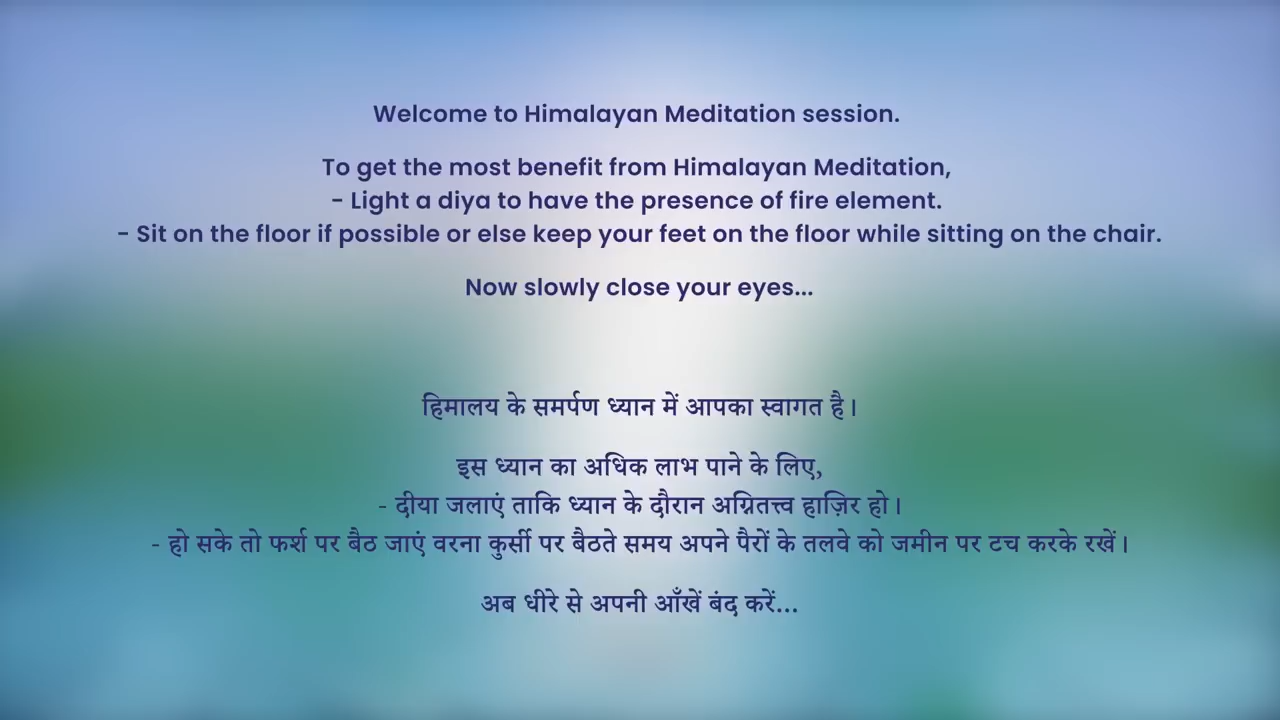 Welcome to Himalayan Meditation session.
To get the most benefit from Himalayan Meditation,
- Light a diya to have the presence of fire element.
- Sit on the floor if possible or else keep your feet on the floor while sitting on the chair.
Now slowly close your eyes...
हिमालय के समर्पण ध्यान में आपका स्वागत है।
इस ध्यान का अधिक लाभ पाने के लिए,
- दीया जलाएं ताकि ध्यान के दौरान अग्नितत्त्व हाज़िर हो।
- हो सके तो फर्श पर बैठ जाएं वरना कुर्सी पर बैठते समय अपने पैरों के तलवे को जमीन पर टच करके रखें।
अब धीरे से अपनी आँखें बंद करें...